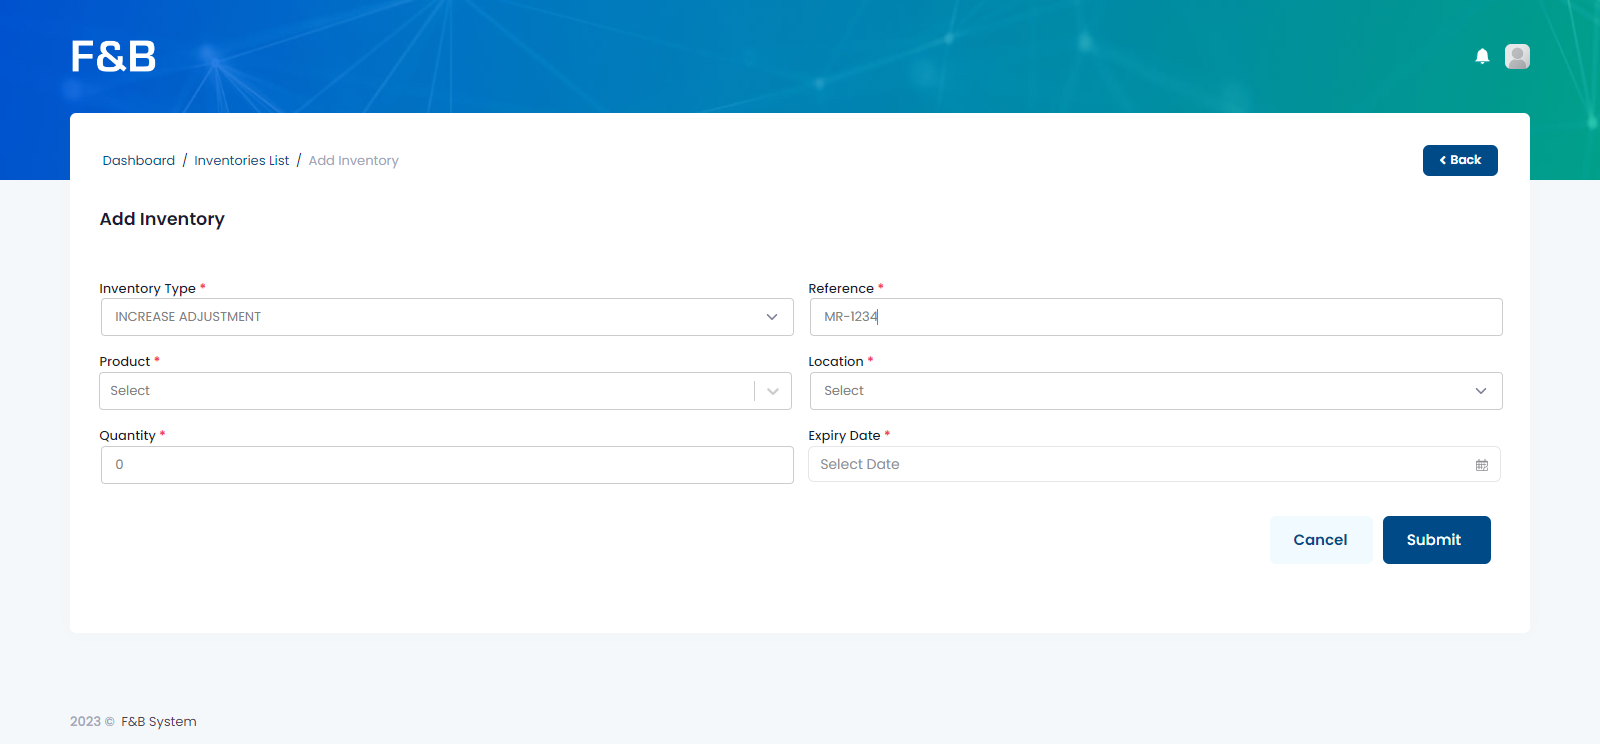 F&B
Dashboard / Inventories List / Add Inventory
Back
Add Inventory
Inventory Type *
Reference *
INCREASE ADJUSTMENT
MR-1234
Product *
Location *
Select
Select
Quantity *
Expiry Date *
0
Select Date
Cancel
Submit
2023 © F&B System